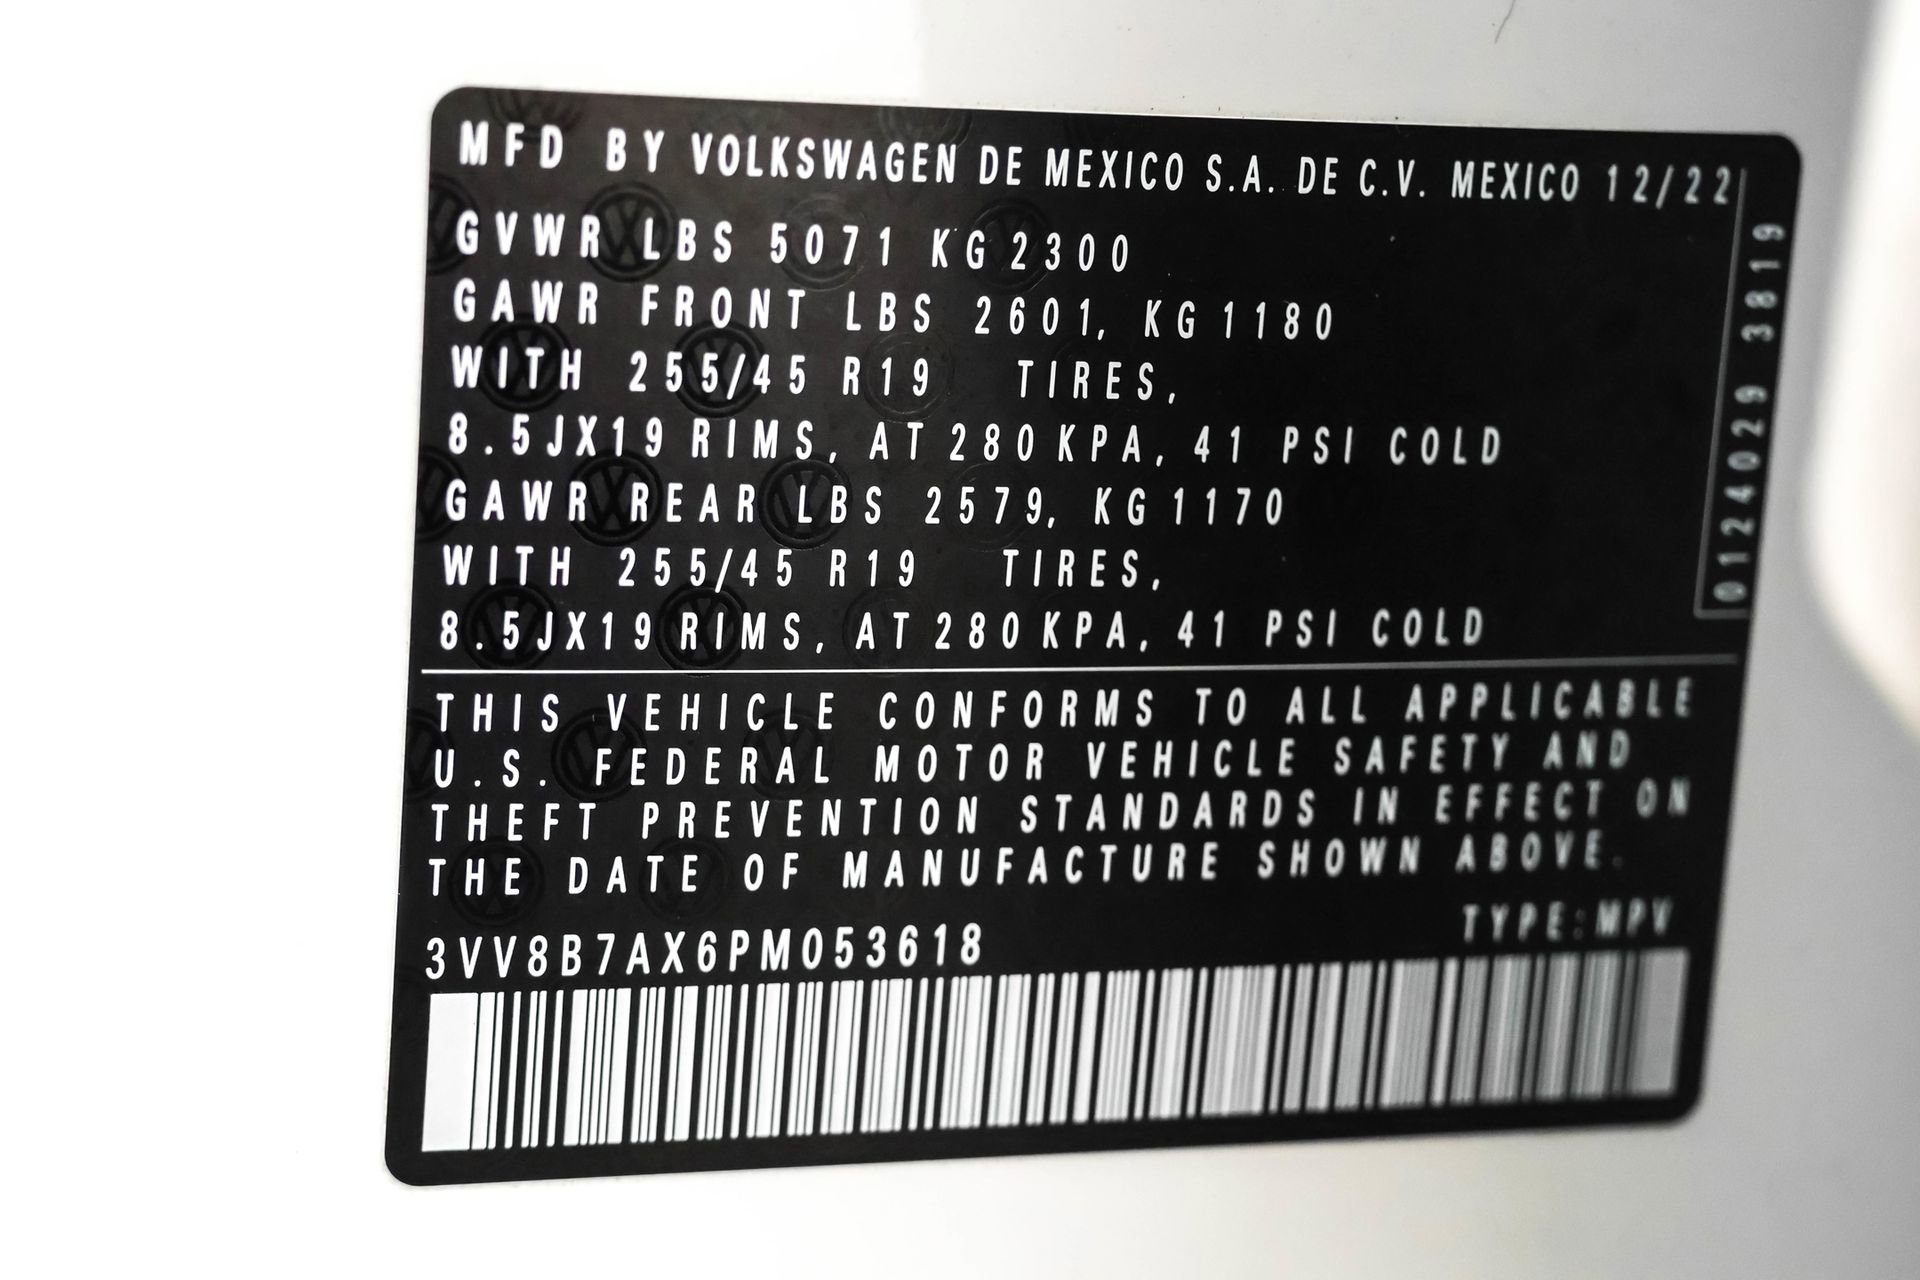 MFD BY VOLKSWAGEN DE MEXICO S.A. DE C.V. MEXICO 12/22
GVWR LBS 5071 KG 2300
GAWR FRONT LBS 2601, KG 1180
WITH 255/45 R19 TIRES,
8.5JX19 RIMS, AT 280 KPA, 41 PSI COLD
GAWR REAR LBS 2579, KG 1170
WITH 255/45 R19 TIRES,
8.5JX19 RIMS, AT 280 KPA, 41 PSI COLD
0124029 3819
THIS VEHICLE CONFORMS TO ALL APPLICABLE
U.S. FEDERAL MOTOR VEHICLE SAFETY AND
THEFT PREVENTION STANDARDS IN EFFECT ON
THE DATE OF MANUFACTURE SHOWN ABOVE.
TYPE:MPV
3VV8B7AX6PM053618